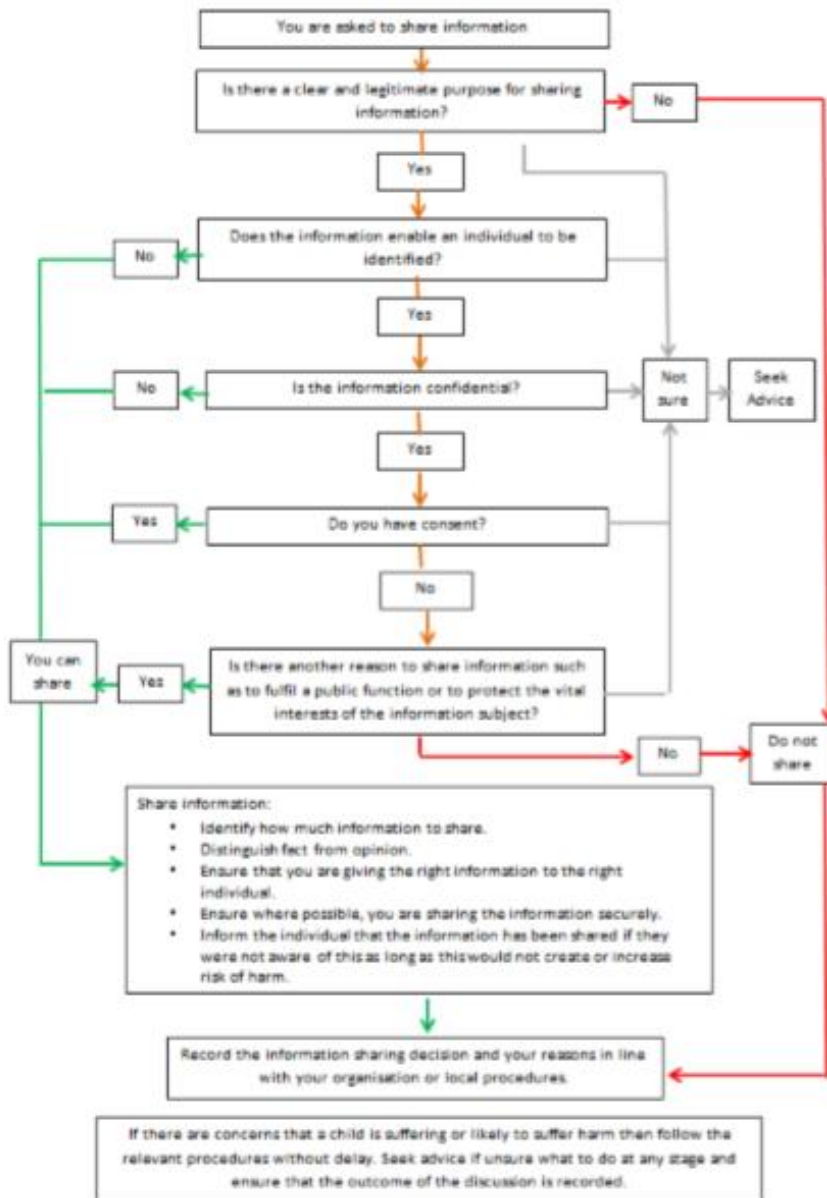 You are asked to share information
Is there a clear and legitimate purpose for sharing
information?
No
Yes
Does the information enable an individual to be
identified?
No
Yes
Is the information confidential?
No
Not
sure
Seek
Advice
Yes
Do you have consent?
Yes
No
You can
share
Yes
Is there another reason to share information such
as to fulfil a public function or to protect the vital
interests of the information subject?
No
Do not
share
Share information:
• Identify how much information to share.
• Distinguish fact from opinion.
• Ensure that you are giving the right information to the right
individual.
• Ensure where possible, you are sharing the information securely.
• Inform the individual that the information has been shared if they
were not aware of this as long as this would not create or increase
risk of harm.
Record the information sharing decision and your reasons in line
with your organisation or local procedures.
If there are concerns that a child is suffering or likely to suffer harm then follow the
relevant procedures without delay. Seek advice if unsure what to do at any stage and
ensure that the outcome of the discussion is recorded.